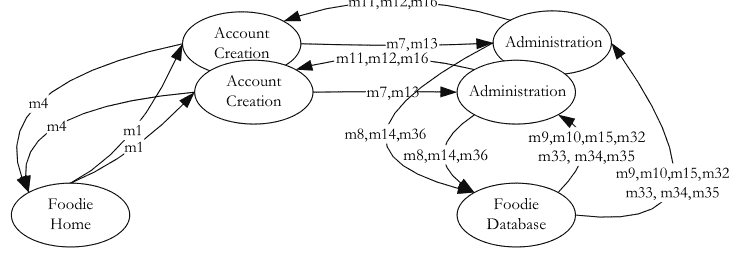 m11,m12,m16
Account
Creation
m7,m13
Administration
m11,m12,m16
Account
Creation
m7,m13
Administration
m4
m4
m1
m1
m8,m14,m36
m8,m14,m36
m9,m10,m15,m32
m33, m34,m35
m9,m10,m15,m32
m33, m34,m35
Foodie
Home
Foodie
Database